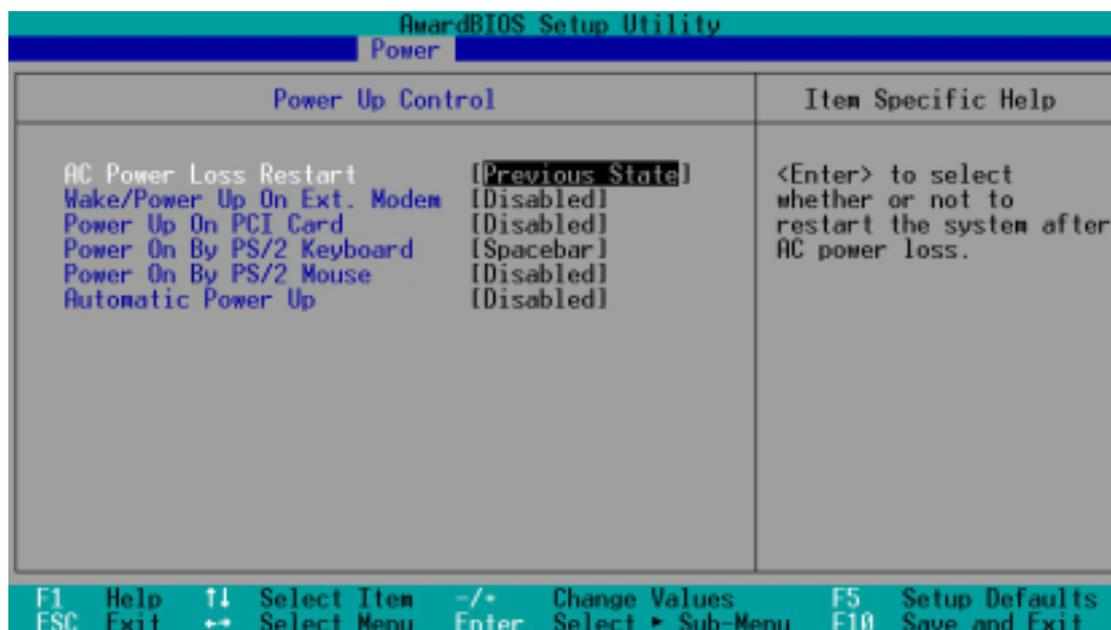 AwardBIOS Setup Utility
Power
Power Up Control
Item Specific Help
AC Power Loss Restart [Previous State]
Wake/Power Up On Ext. Modem [Disabled]
Power Up On PCI Card [Disabled]
Power On By PS/2 Keyboard [Spacebar]
Power On By PS/2 Mouse [Disabled]
Automatic Power Up [Disabled]
<Enter> to select
whether or not to
restart the system after
AC power loss.
F1 Help ↑↓ Select Item -/+ Change Values F5 Setup Defaults
ESC Exit ←→ Select Menu Enter Select ► Sub-Menu F10 Save and Exit